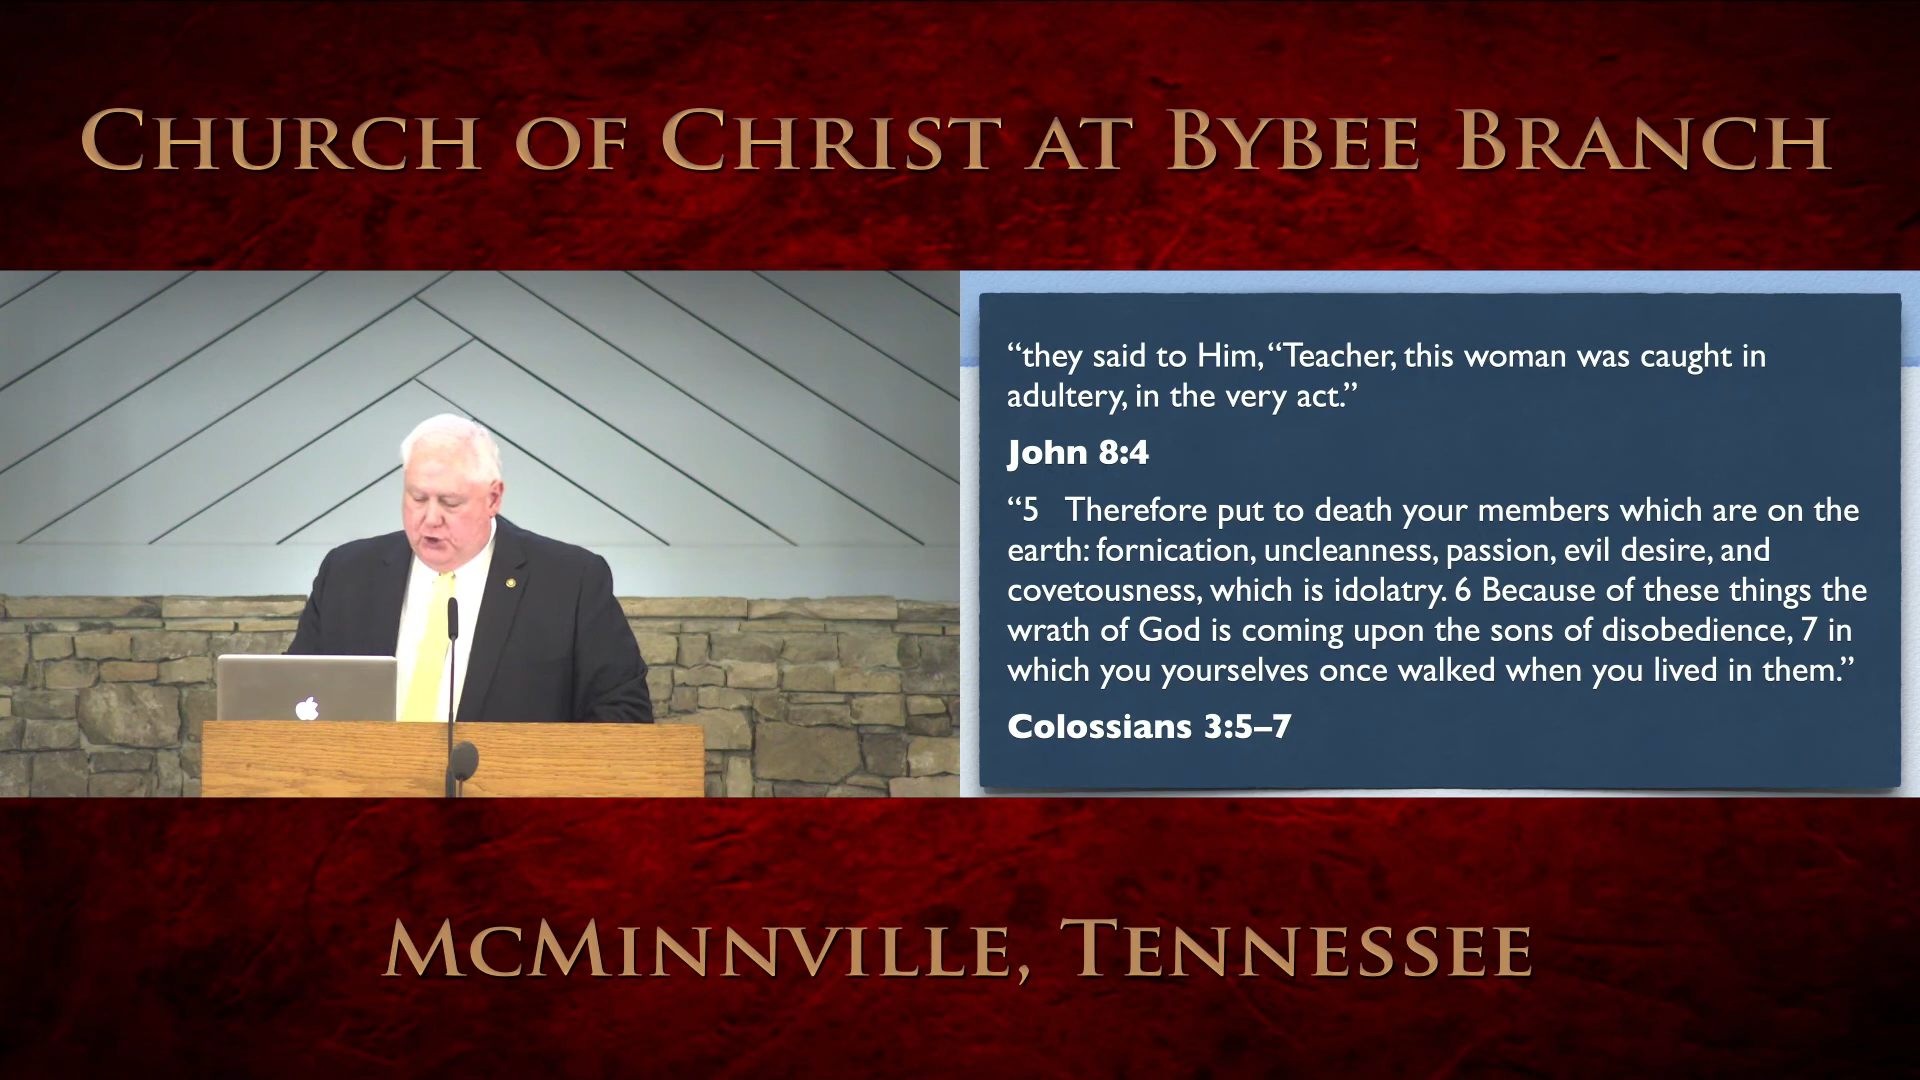 CHURCH OF CHRIST AT BYBEE BRANCH
“they said to Him, “Teacher, this woman was caught in
adultery, in the very act.”
John 8:4
“5 Therefore put to death your members which are on the
earth: fornication, uncleanness, passion, evil desire, and
covetousness, which is idolatry. 6 Because of these things the
wrath of God is coming upon the sons of disobedience, 7 in
which you yourselves once walked when you lived in them.”
Colossians 3:5–7
MCMINNVILLE, TENNESSEE